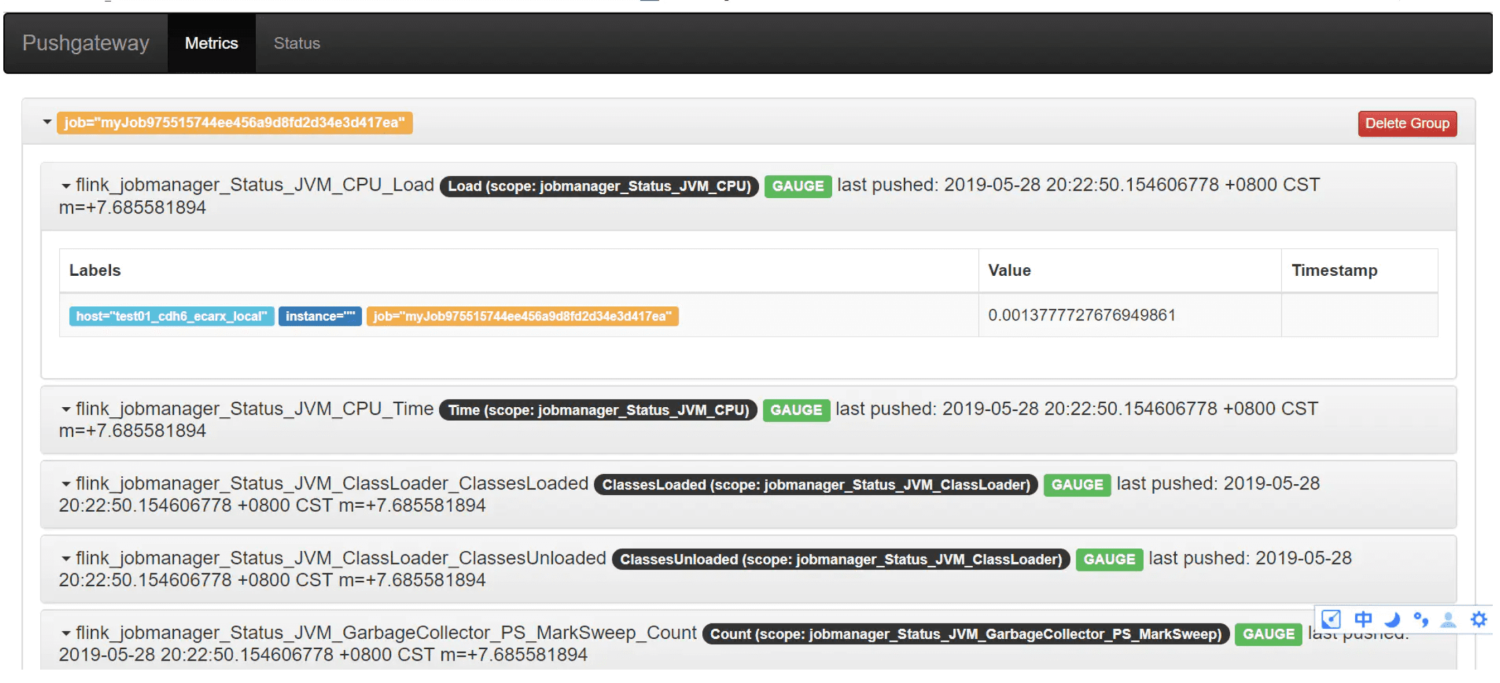 Pushgateway Metrics Status
job="myJob975515744ee456a9d8fd2d34e3d417ea" Delete Group
flink_jobmanager_Status_JVM_CPU_Load Load (scope: jobmanager_Status_JVM_CPU) GAUGE last pushed: 2019-05-28 20:22:50.154606778 +0800 CST
m=+7.685581894
Labels Value Timestamp
host="test01_cdh6_ecarx_local" instance="" job="myJob975515744ee456a9d8fd2d34e3d417ea" 0.0013777727676949861
flink_jobmanager_Status_JVM_CPU_Time Time (scope: jobmanager_Status_JVM_CPU) GAUGE last pushed: 2019-05-28 20:22:50.154606778 +0800 CST
m=+7.685581894
flink_jobmanager_Status_JVM_ClassLoader_ClassesLoaded ClassesLoaded (scope: jobmanager_Status_JVM_ClassLoader) GAUGE last pushed: 2019-05-28
20:22:50.154606778 +0800 CST m=+7.685581894
flink_jobmanager_Status_JVM_ClassLoader_ClassesUnloaded ClassesUnloaded (scope: jobmanager_Status_JVM_ClassLoader) GAUGE last pushed: 2019-05-28
20:22:50.154606778 +0800 CST m=+7.685581894
flink_jobmanager_Status_JVM_GarbageCollector_PS_MarkSweep_Count Count (scope: jobmanager_Status_JVM_GarbageCollector_PS_MarkSweep) GAUGE last pushed:
2019-05-28 20:22:50.154606778 +0800 CST m=+7.685581894
中